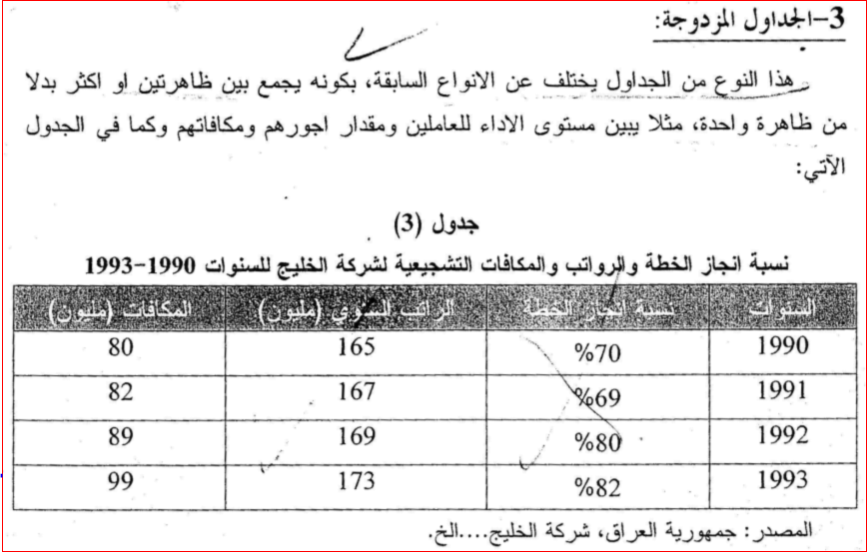 3-الجداول المزدوجة:
هذا النوع من الجداول يختلف عن الانواع السابقة، بكونه يجمع بين ظاهرتين او اكثر بدلا
من ظاهرة واحدة، مثلا يبين مستوى الاداء للعاملين ومقدار اجورهم ومكافاتهم وكما في الجدول
الآتي:
جدول (3)
نسبة انجاز الخطة والرواتب والمكافات التشجيعية لشركة الخليج للسنوات 1990-1993
السنوات نسبة انجاز الخطة الراتب السنوي (مليون) المكافات (مليون)
1990 %70 165 80
1991 %69 167 82
1992 %80 169 89
1993 %82 173 99
المصدر: جمهورية العراق، شركة الخليج....الخ.